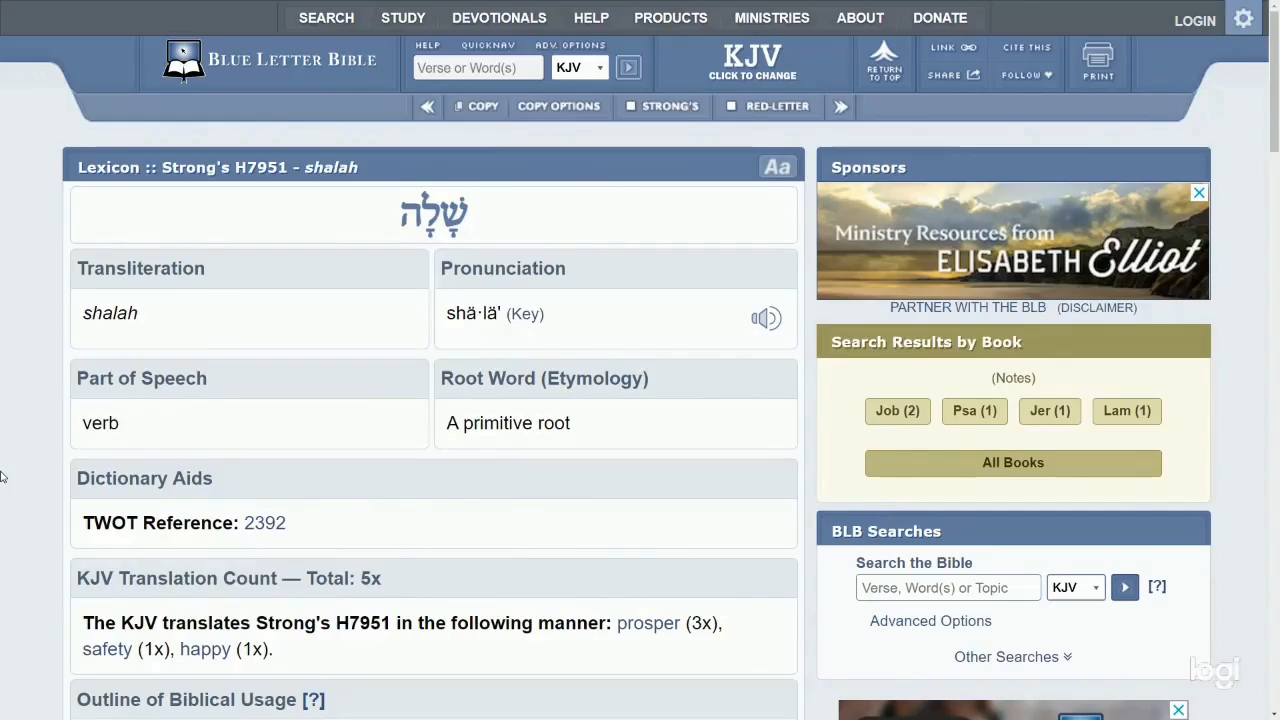 SEARCH STUDY DEVOTIONALS HELP PRODUCTS MINISTRIES ABOUT DONATE LOGIN
BLUE LETTER BIBLE
HELP QUICKNAV ADV. OPTIONS
Verse or Word(s) KJV
KJV
CLICK TO CHANGE
RETURN
TO TOP
LINK CITE THIS
SHARE FOLLOW
PRINT
COPY COPY OPTIONS STRONG'S RED-LETTER
Lexicon :: Strong's H7951 - shalah
Aa
שָׁלָה
Transliteration
shalah
Pronunciation
shä·lä' (Key)
Part of Speech
verb
Root Word (Etymology)
A primitive root
Dictionary Aids
TWOT Reference: 2392
KJV Translation Count — Total: 5x
The KJV translates Strong's H7951 in the following manner: prosper (3x),
safety (1x), happy (1x).
Outline of Biblical Usage [?]
Sponsors
Ministry Resources from
ELISABETH Elliot
PARTNER WITH THE BLB (DISCLAIMER)
Search Results by Book
(Notes)
Job (2) Psa (1) Jer (1) Lam (1)
All Books
BLB Searches
Search the Bible
Verse, Word(s) or Topic KJV [?]
Advanced Options
Other Searches
logi